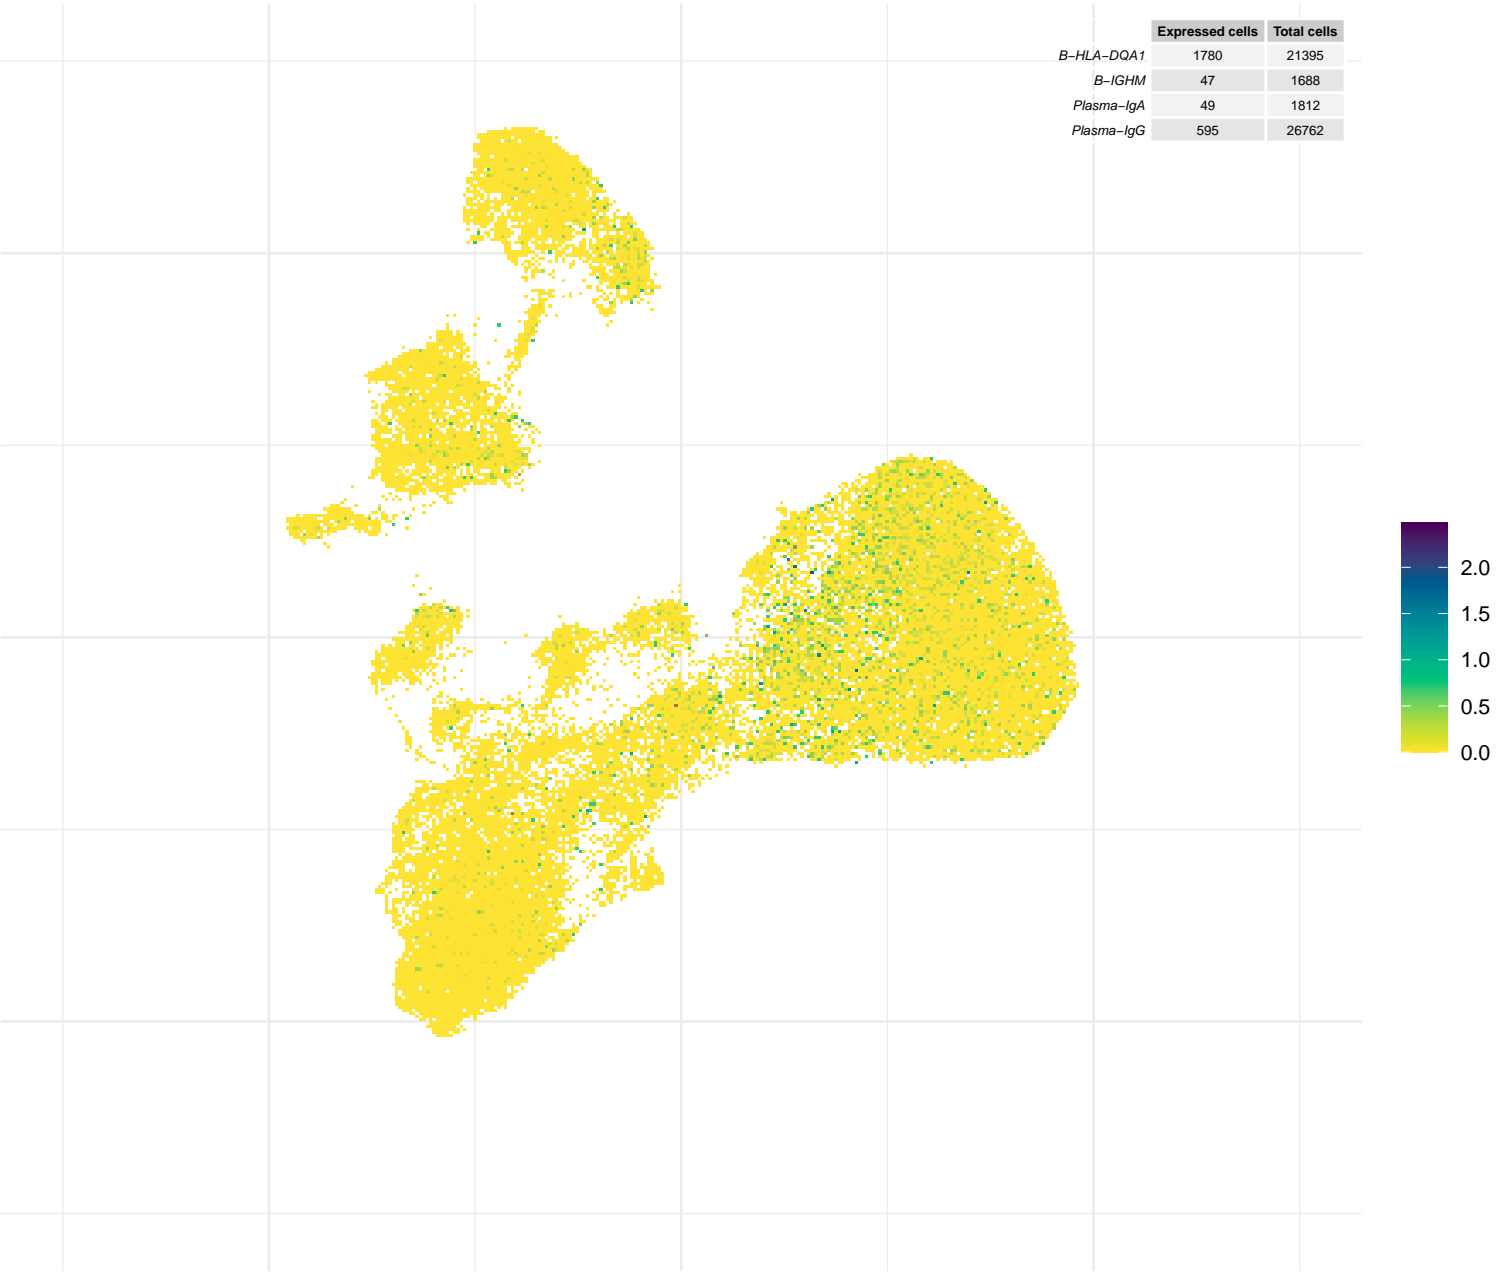 Expressed cells Total cells
B−HLA−DQA1 1780 21395
B−IGHM 47 1688
Plasma−IgA 49 1812
Plasma−IgG 595 26762
2.0
1.5
1.0
0.5
0.0